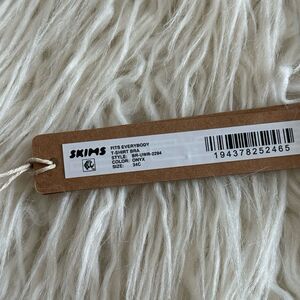 SKIMS
FITS EVERYBODY
T-SHIRT BRA
STYLE: BR-UWR-2294
COLOR: ONYX
SIZE: 34C
194378252465